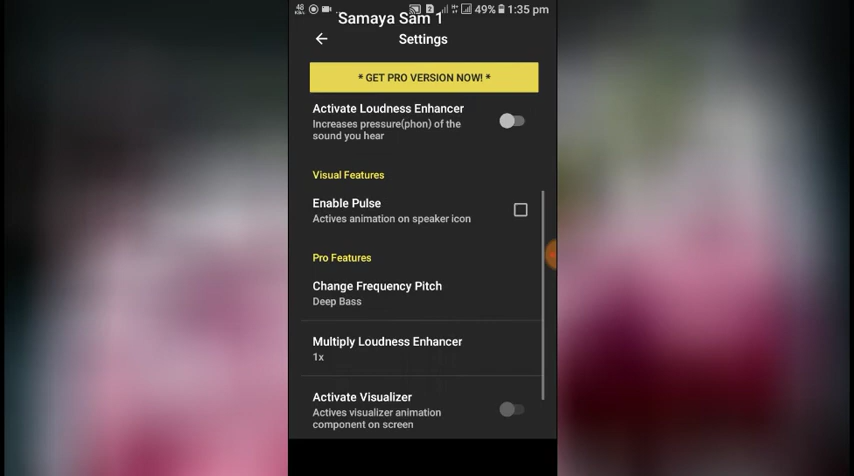 48
KB/s
49% 1:35 pm
Samaya Sam 1
Settings
* GET PRO VERSION NOW! *
Activate Loudness Enhancer
Increases pressure(phon) of the
sound you hear
Visual Features
Enable Pulse
Actives animation on speaker icon
Pro Features
Change Frequency Pitch
Deep Bass
Multiply Loudness Enhancer
1x
Activate Visualizer
Actives visualizer animation
component on screen